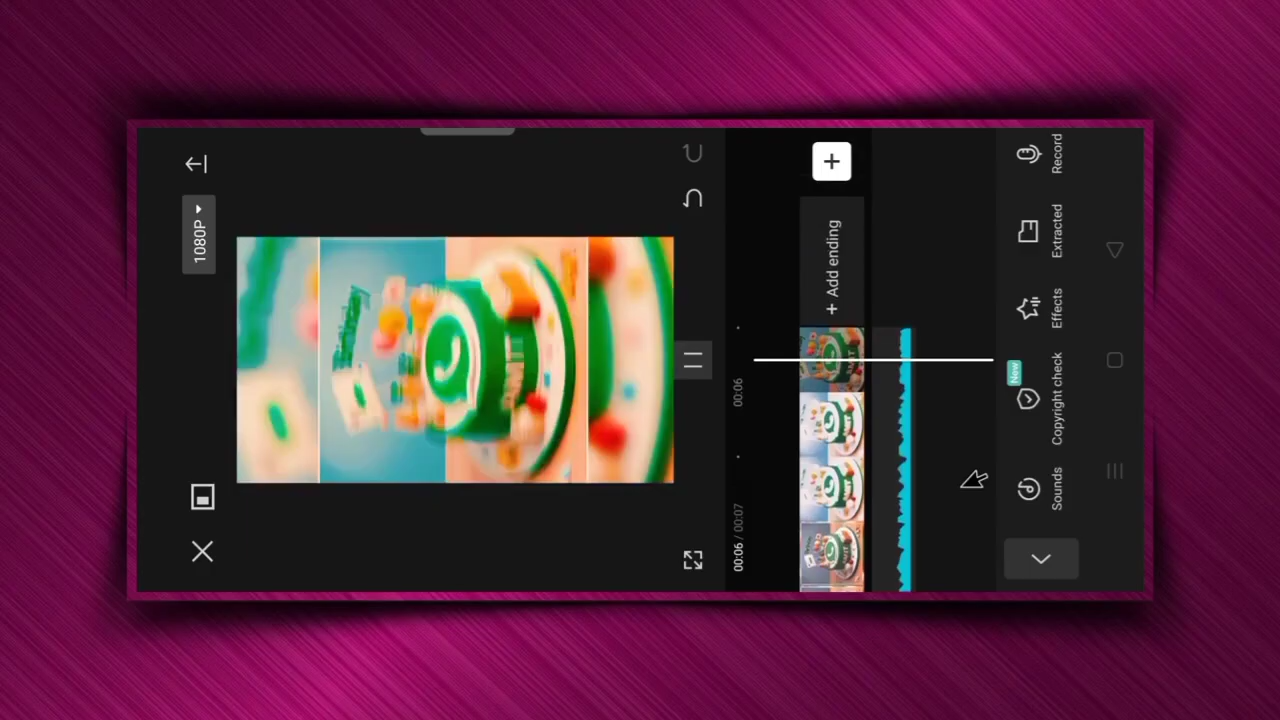 1080P
00:06 / 00:07
00:06
+ Add ending
Sounds
Copyright check
New
Effects
Extracted
Record